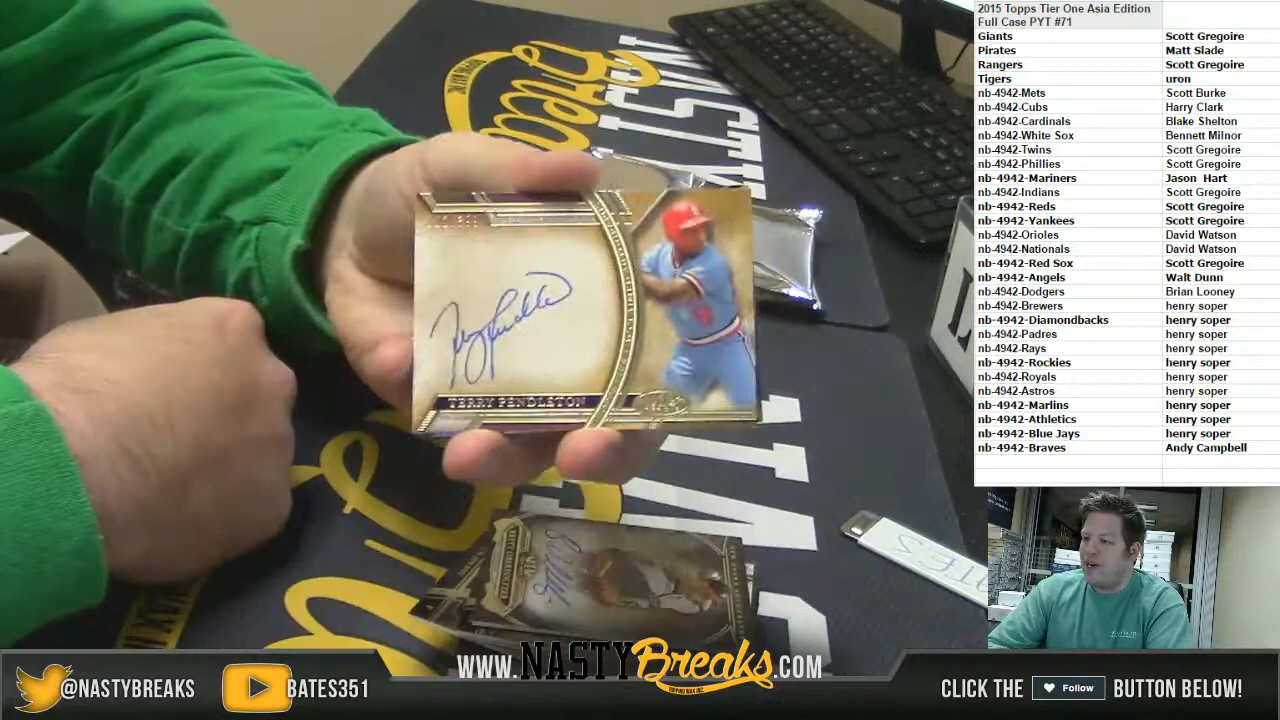 2015 Topps Tier One Asia Edition
Full Case PYT #71
Giants Scott Gregoire
Pirates Matt Slade
Rangers Scott Gregoire
Tigers uron
nb-4942-Mets Scott Burke
nb-4942-Cubs Harry Clark
nb-4942-Cardinals Blake Shelton
nb-4942-White Sox Bennett Milnor
nb-4942-Twins Scott Gregoire
nb-4942-Phillies Scott Gregoire
nb-4942-Mariners Jason Hart
nb-4942-Indians Scott Gregoire
nb-4942-Reds Scott Gregoire
nb-4942-Yankees Scott Gregoire
nb-4942-Orioles David Watson
nb-4942-Nationals David Watson
nb-4942-Red Sox Scott Gregoire
nb-4942-Angels Walt Dunn
nb-4942-Dodgers Brian Looney
nb-4942-Brewers henry soper
nb-4942-Diamondbacks henry soper
nb-4942-Padres henry soper
nb-4942-Rays henry soper
nb-4942-Rockies henry soper
nb-4942-Royals henry soper
nb-4942-Astros henry soper
nb-4942-Marlins henry soper
nb-4942-Athletics henry soper
nb-4942-Blue Jays henry soper
nb-4942-Braves Andy Campbell
Terry Pendleton
TERRY PENDLETON
@NASTYBREAKS
BATES351
WWW.NASTYBreaks.COM
RIPPING WAX INC.
CLICK THE Follow BUTTON BELOW!